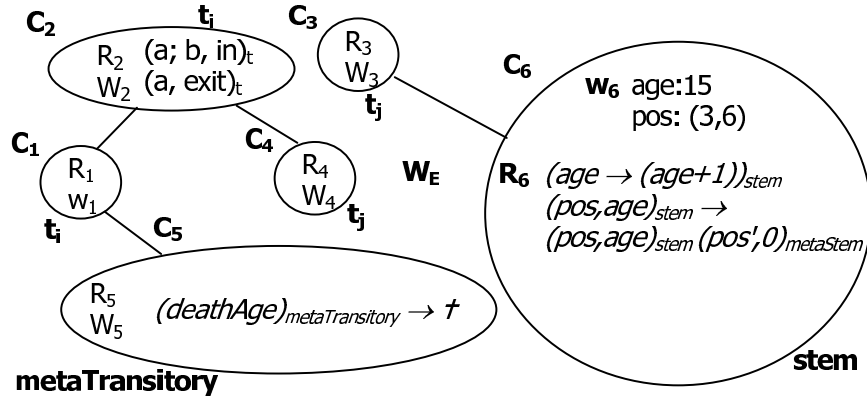 C₂
tᵢ
R₂ (a; b, in)ₜ
W₂ (a, exit)ₜ
C₃
R₃
W₃
tⱼ
C₆
w₆ age:15
pos: (3,6)
C₁
R₁
w₁
tᵢ
C₄
R₄
W₄
tⱼ
W_E
R₆ (age → (age+1))stem
(pos,age)stem →
(pos,age)stem (pos',0)metaStem
C₅
R₅
W₅
(deathAge)metaTransitory → †
metaTransitory
stem